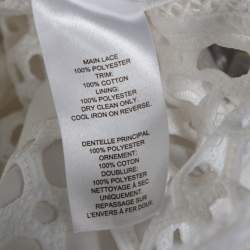 MAIN LACE
100% POLYESTER
TRIM:
100% COTTON
LINING:
100% POLYESTER
DRY CLEAN ONLY.
COOL IRON ON REVERSE.
DENTELLE PRINCIPAL
100% POLYESTER
ORNEMENT:
100% COTON
DOUBLURE:
100% POLYESTER
NETTOYAGE À SEC
UNIQUEMENT.
REPASSAGE SUR
L'ENVERS À FER DOUX.